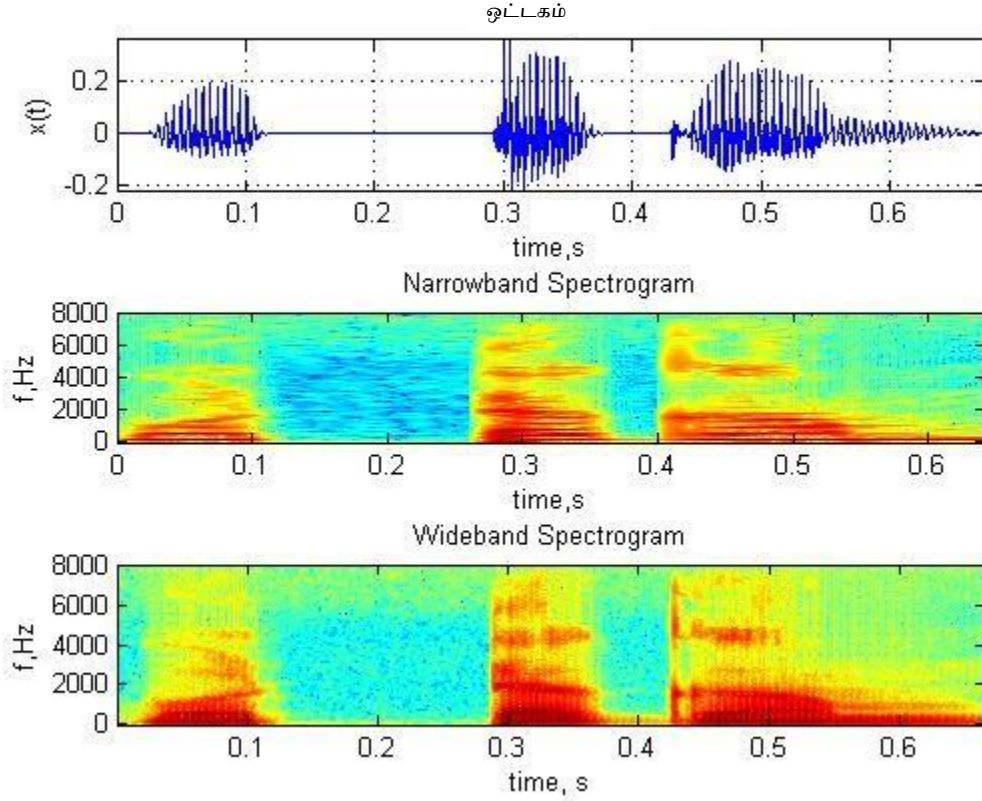 ஒட்டகம்
0.2
x(t) 0
-0.2
0 0.1 0.2 0.3 0.4 0.5 0.6
time,s
Narrowband Spectrogram
8000
6000
f,Hz 4000
2000
0
0 0.1 0.2 0.3 0.4 0.5 0.6
time,s
Wideband Spectrogram
8000
6000
f,Hz 4000
2000
0
0.1 0.2 0.3 0.4 0.5 0.6
time, s